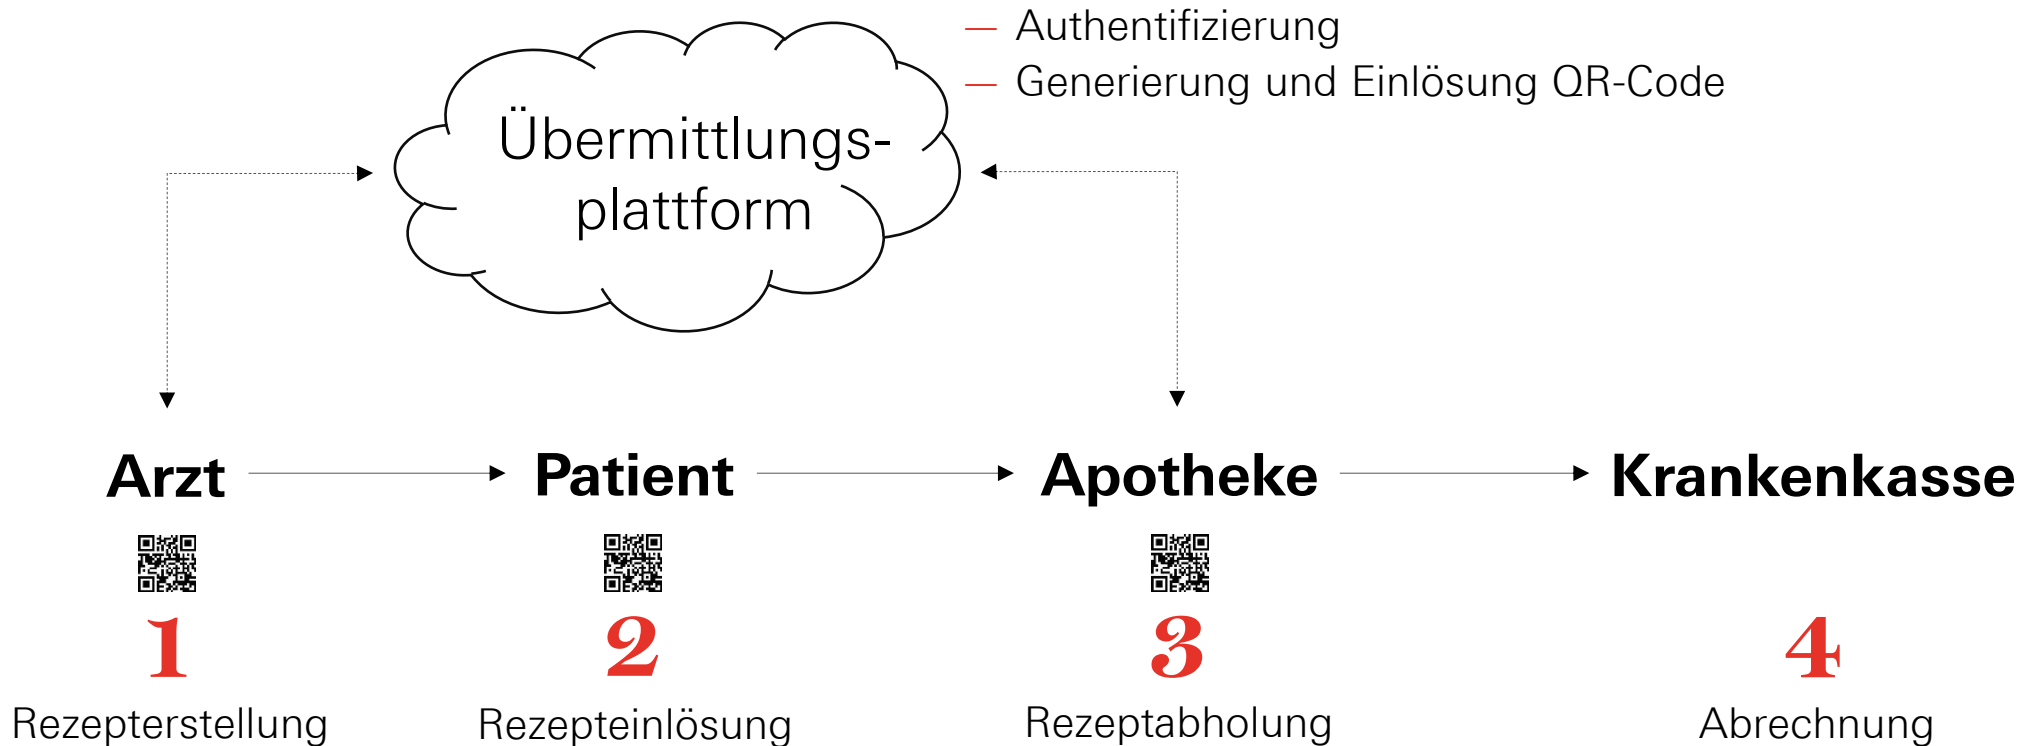 — Authentifizierung
— Generierung und Einlösung QR-Code
Übermittlungs-
plattform
Arzt Patient Apotheke Krankenkasse
1 2 3 4
Rezepterstellung Rezepteinlösung Rezeptabholung Abrechnung